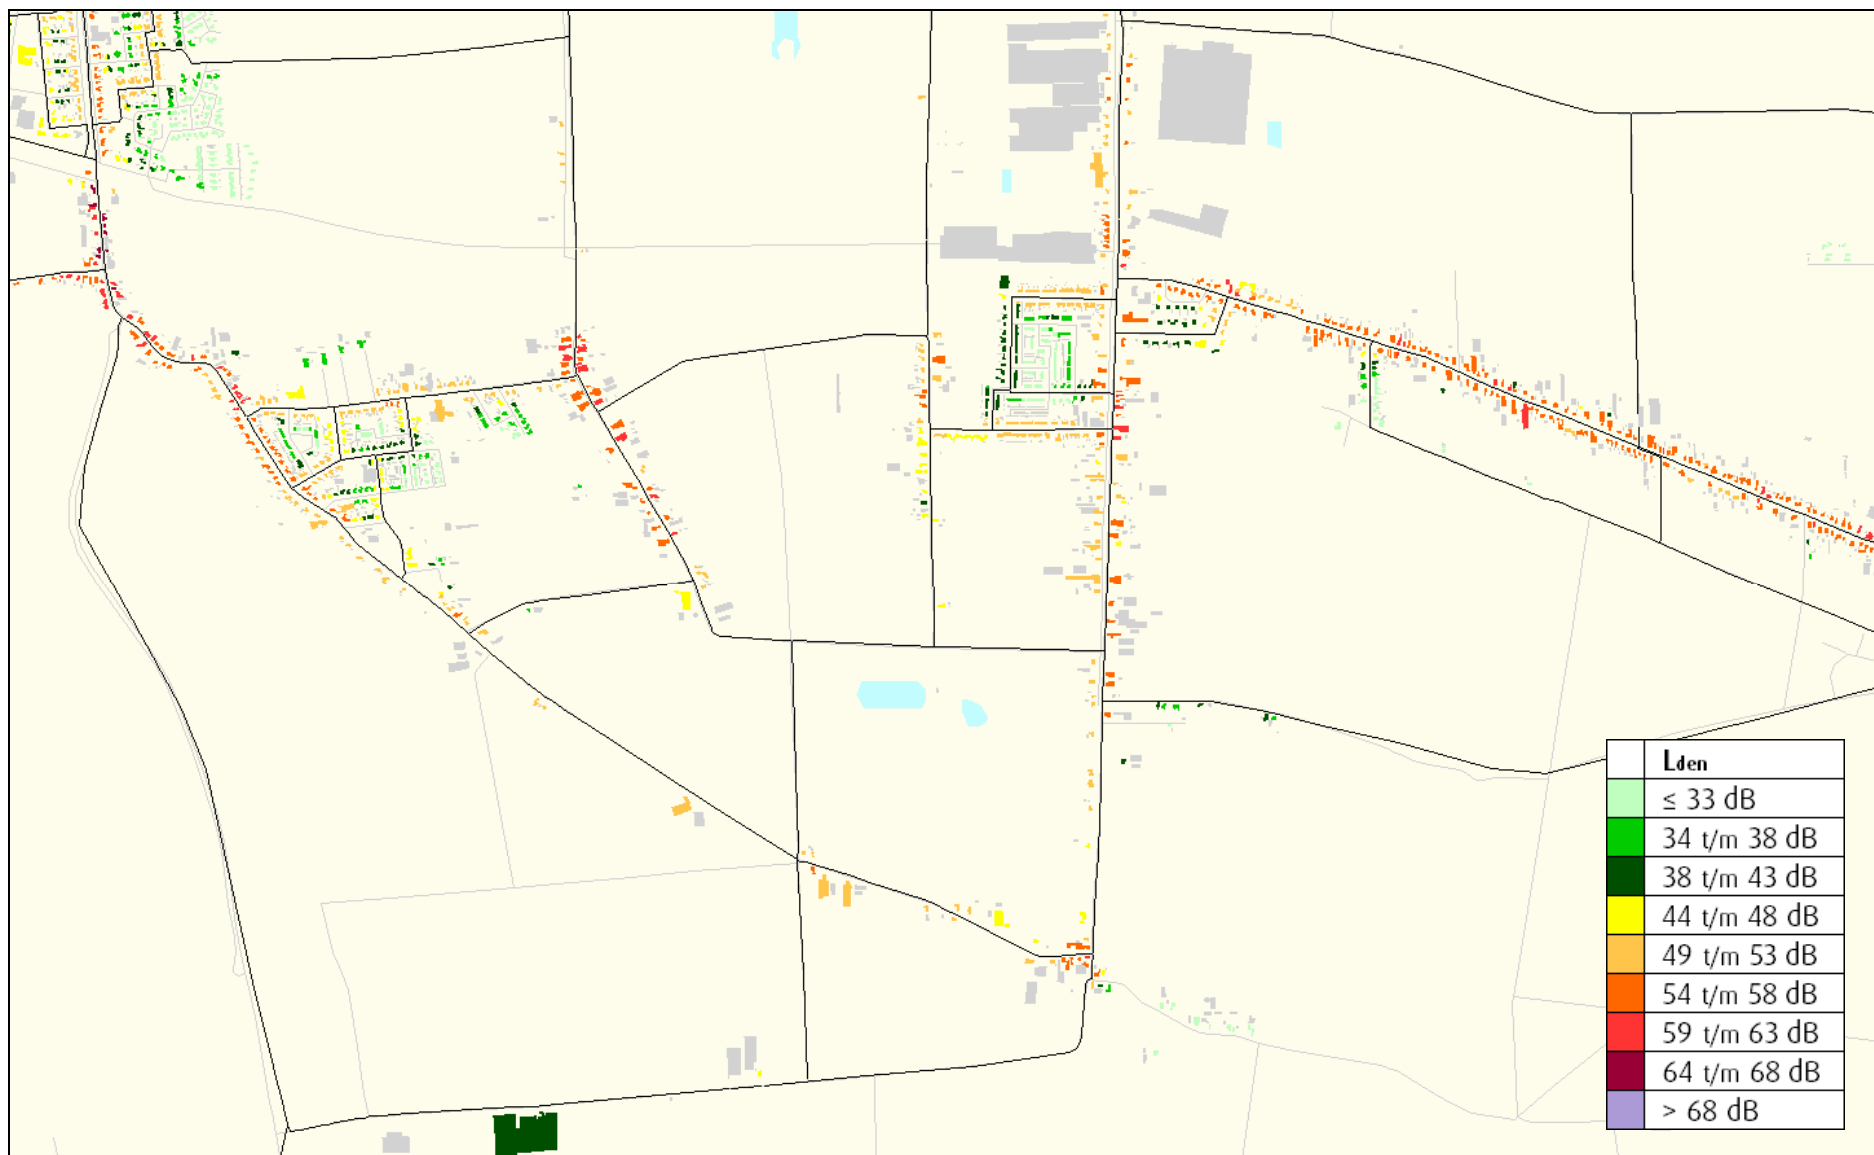 Lden
≤ 33 dB
34 t/m 38 dB
38 t/m 43 dB
44 t/m 48 dB
49 t/m 53 dB
54 t/m 58 dB
59 t/m 63 dB
64 t/m 68 dB
> 68 dB